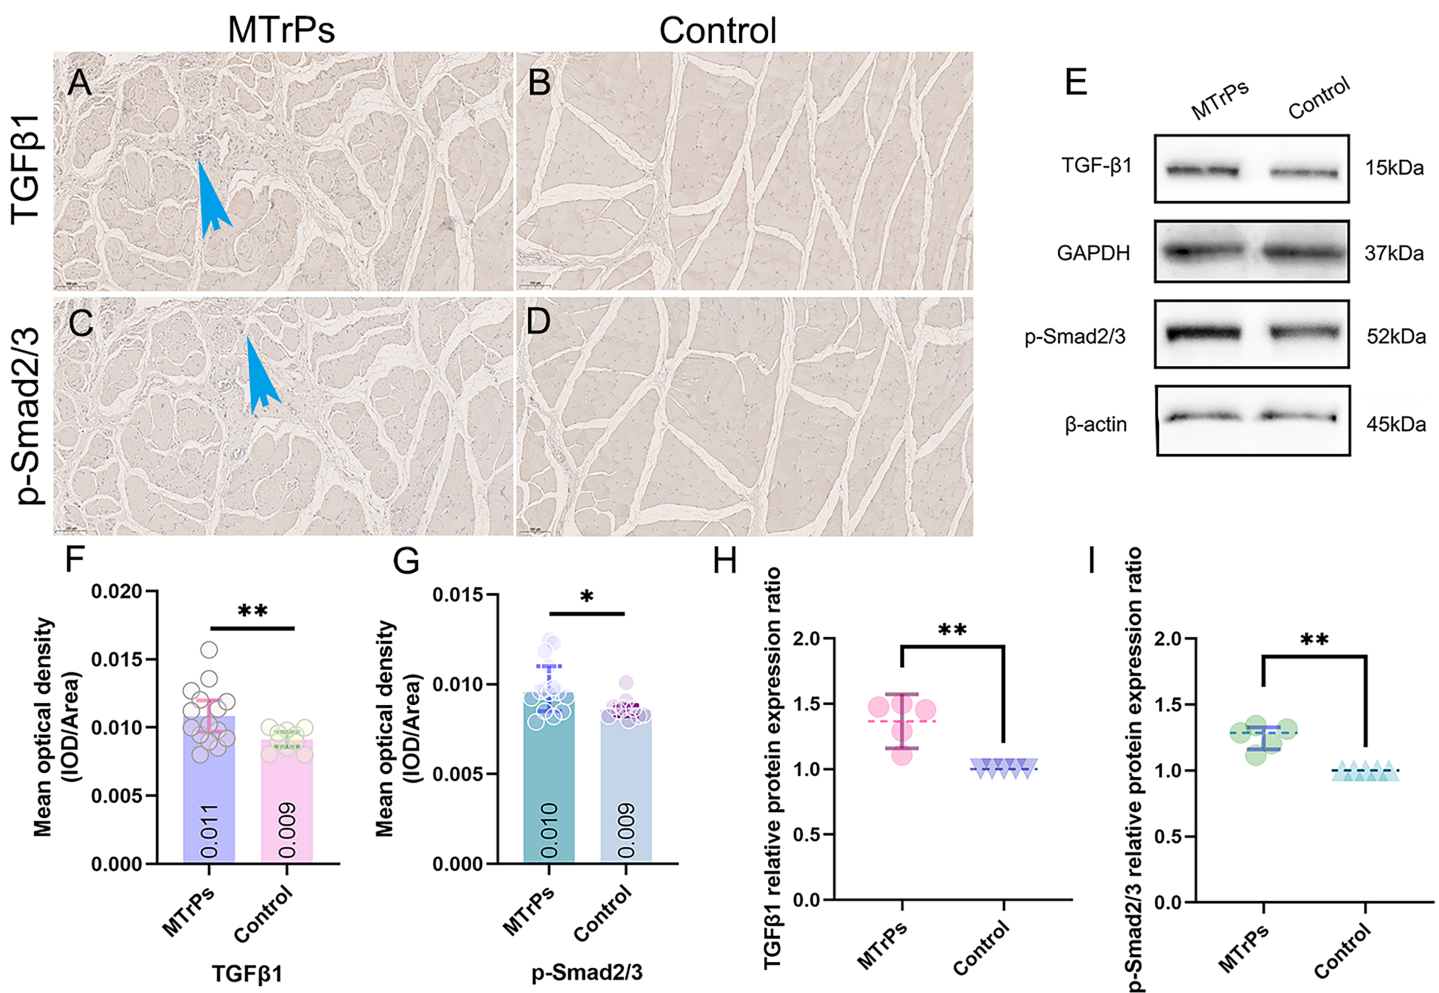 MTrPs
Control
TGFβ1
A
B
p-Smad2/3
C
D
E
MTrPs
Control
TGF-β1
15kDa
GAPDH
37kDa
p-Smad2/3
52kDa
β-actin
45kDa
F
Mean optical density
(IOD/Area)
0.020
0.015
0.010
0.005
0.000
**
0.011
0.009
MTrPs
Control
TGFβ1
G
Mean optical density
(IOD/Area)
0.015
0.010
0.005
0.000
*
0.010
0.009
MTrPs
Control
p-Smad2/3
H
TGFβ1 relative protein expression ratio
2.0
1.5
1.0
0.5
0.0
**
MTrPs
Control
I
p-Smad2/3 relative protein expression ratio
2.0
1.5
1.0
0.5
0.0
**
MTrPs
Control